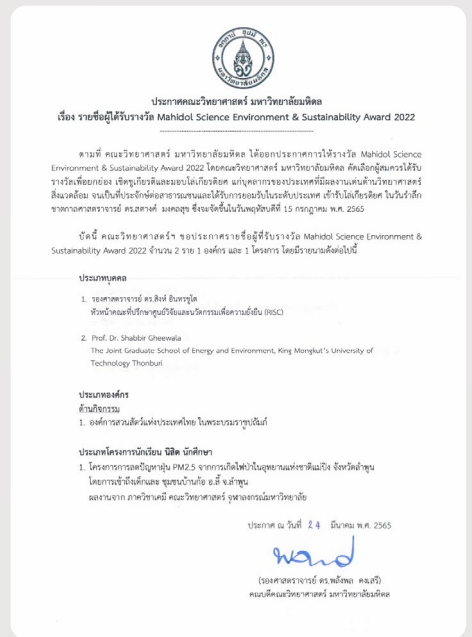 ประกาศคณะวิทยาศาสตร์ มหาวิทยาลัยมหิดล
เรื่อง รายชื่อผู้ได้รับรางวัล Mahidol Science Environment & Sustainability Award 2022
ตามที่ คณะวิทยาศาสตร์ มหาวิทยาลัยมหิดล ได้ออกประกาศการให้รางวัล Mahidol Science
Environment & Sustainability Award 2022 โดยคณะวิทยาศาสตร์ มหาวิทยาลัยมหิดล คัดเลือกผู้สมควรได้รับ
รางวัลเพื่อยกย่อง เชิดชูเกียรติและมอบโล่เกียรติยศ แก่บุคลากรของประเทศที่มีผลงานเด่นด้านวิทยาศาสตร์
สิ่งแวดล้อม จนเป็นที่ประจักษ์ต่อสาธารณชนและได้รับการยอมรับในระดับประเทศ เข้ารับโล่เกียรติยศ ในวันรำลึก
ชาตกาลศาสตราจารย์ ดร.สตางค์ มงคลสุข ซึ่งจะจัดขึ้นในวันพฤหัสบดีที่ 15 กรกฎาคม พ.ศ. 2565
บัดนี้ คณะวิทยาศาสตร์ฯ ขอประกาศรายชื่อผู้ที่รับรางวัล Mahidol Science Environment &
Sustainability Award 2022 จำนวน 2 ราย 1 องค์กร และ 1 โครงการ โดยมีรายนามดังต่อไปนี้
ประเภทบุคคล
1. รองศาสตราจารย์ ดร.สิงห์ อินทรชูโต
หัวหน้าคณะที่ปรึกษาศูนย์วิจัยและนวัตกรรมเพื่อความยั่งยืน (RISC)
2. Prof. Dr. Shabbir Gheewala
The Joint Graduate School of Energy and Environment, King Mongkut's University of
Technology Thonburi
ประเภทองค์กร
ด้านกิจกรรม
1. องค์การสวนสัตว์แห่งประเทศไทย ในพระบรมราชูปถัมภ์
ประเภทโครงการนักเรียน นิสิต นักศึกษา
1. โครงการการลดปัญหาฝุ่น PM2.5 จากการเกิดไฟป่าในอุทยานแห่งชาติแม่ปิง จังหวัดลำพูน
โดยการเข้าถึงเด็กและ ชุมชนบ้านก้อ อ.ลี้ จ.ลำพูน
ผลงานจาก ภาควิชาเคมี คณะวิทยาศาสตร์ จุฬาลงกรณ์มหาวิทยาลัย
ประกาศ ณ วันที่ 24 มีนาคม พ.ศ. 2565
(รองศาสตราจารย์ ดร.พลังพล คงเสรี)
คณบดีคณะวิทยาศาสตร์ มหาวิทยาลัยมหิดล